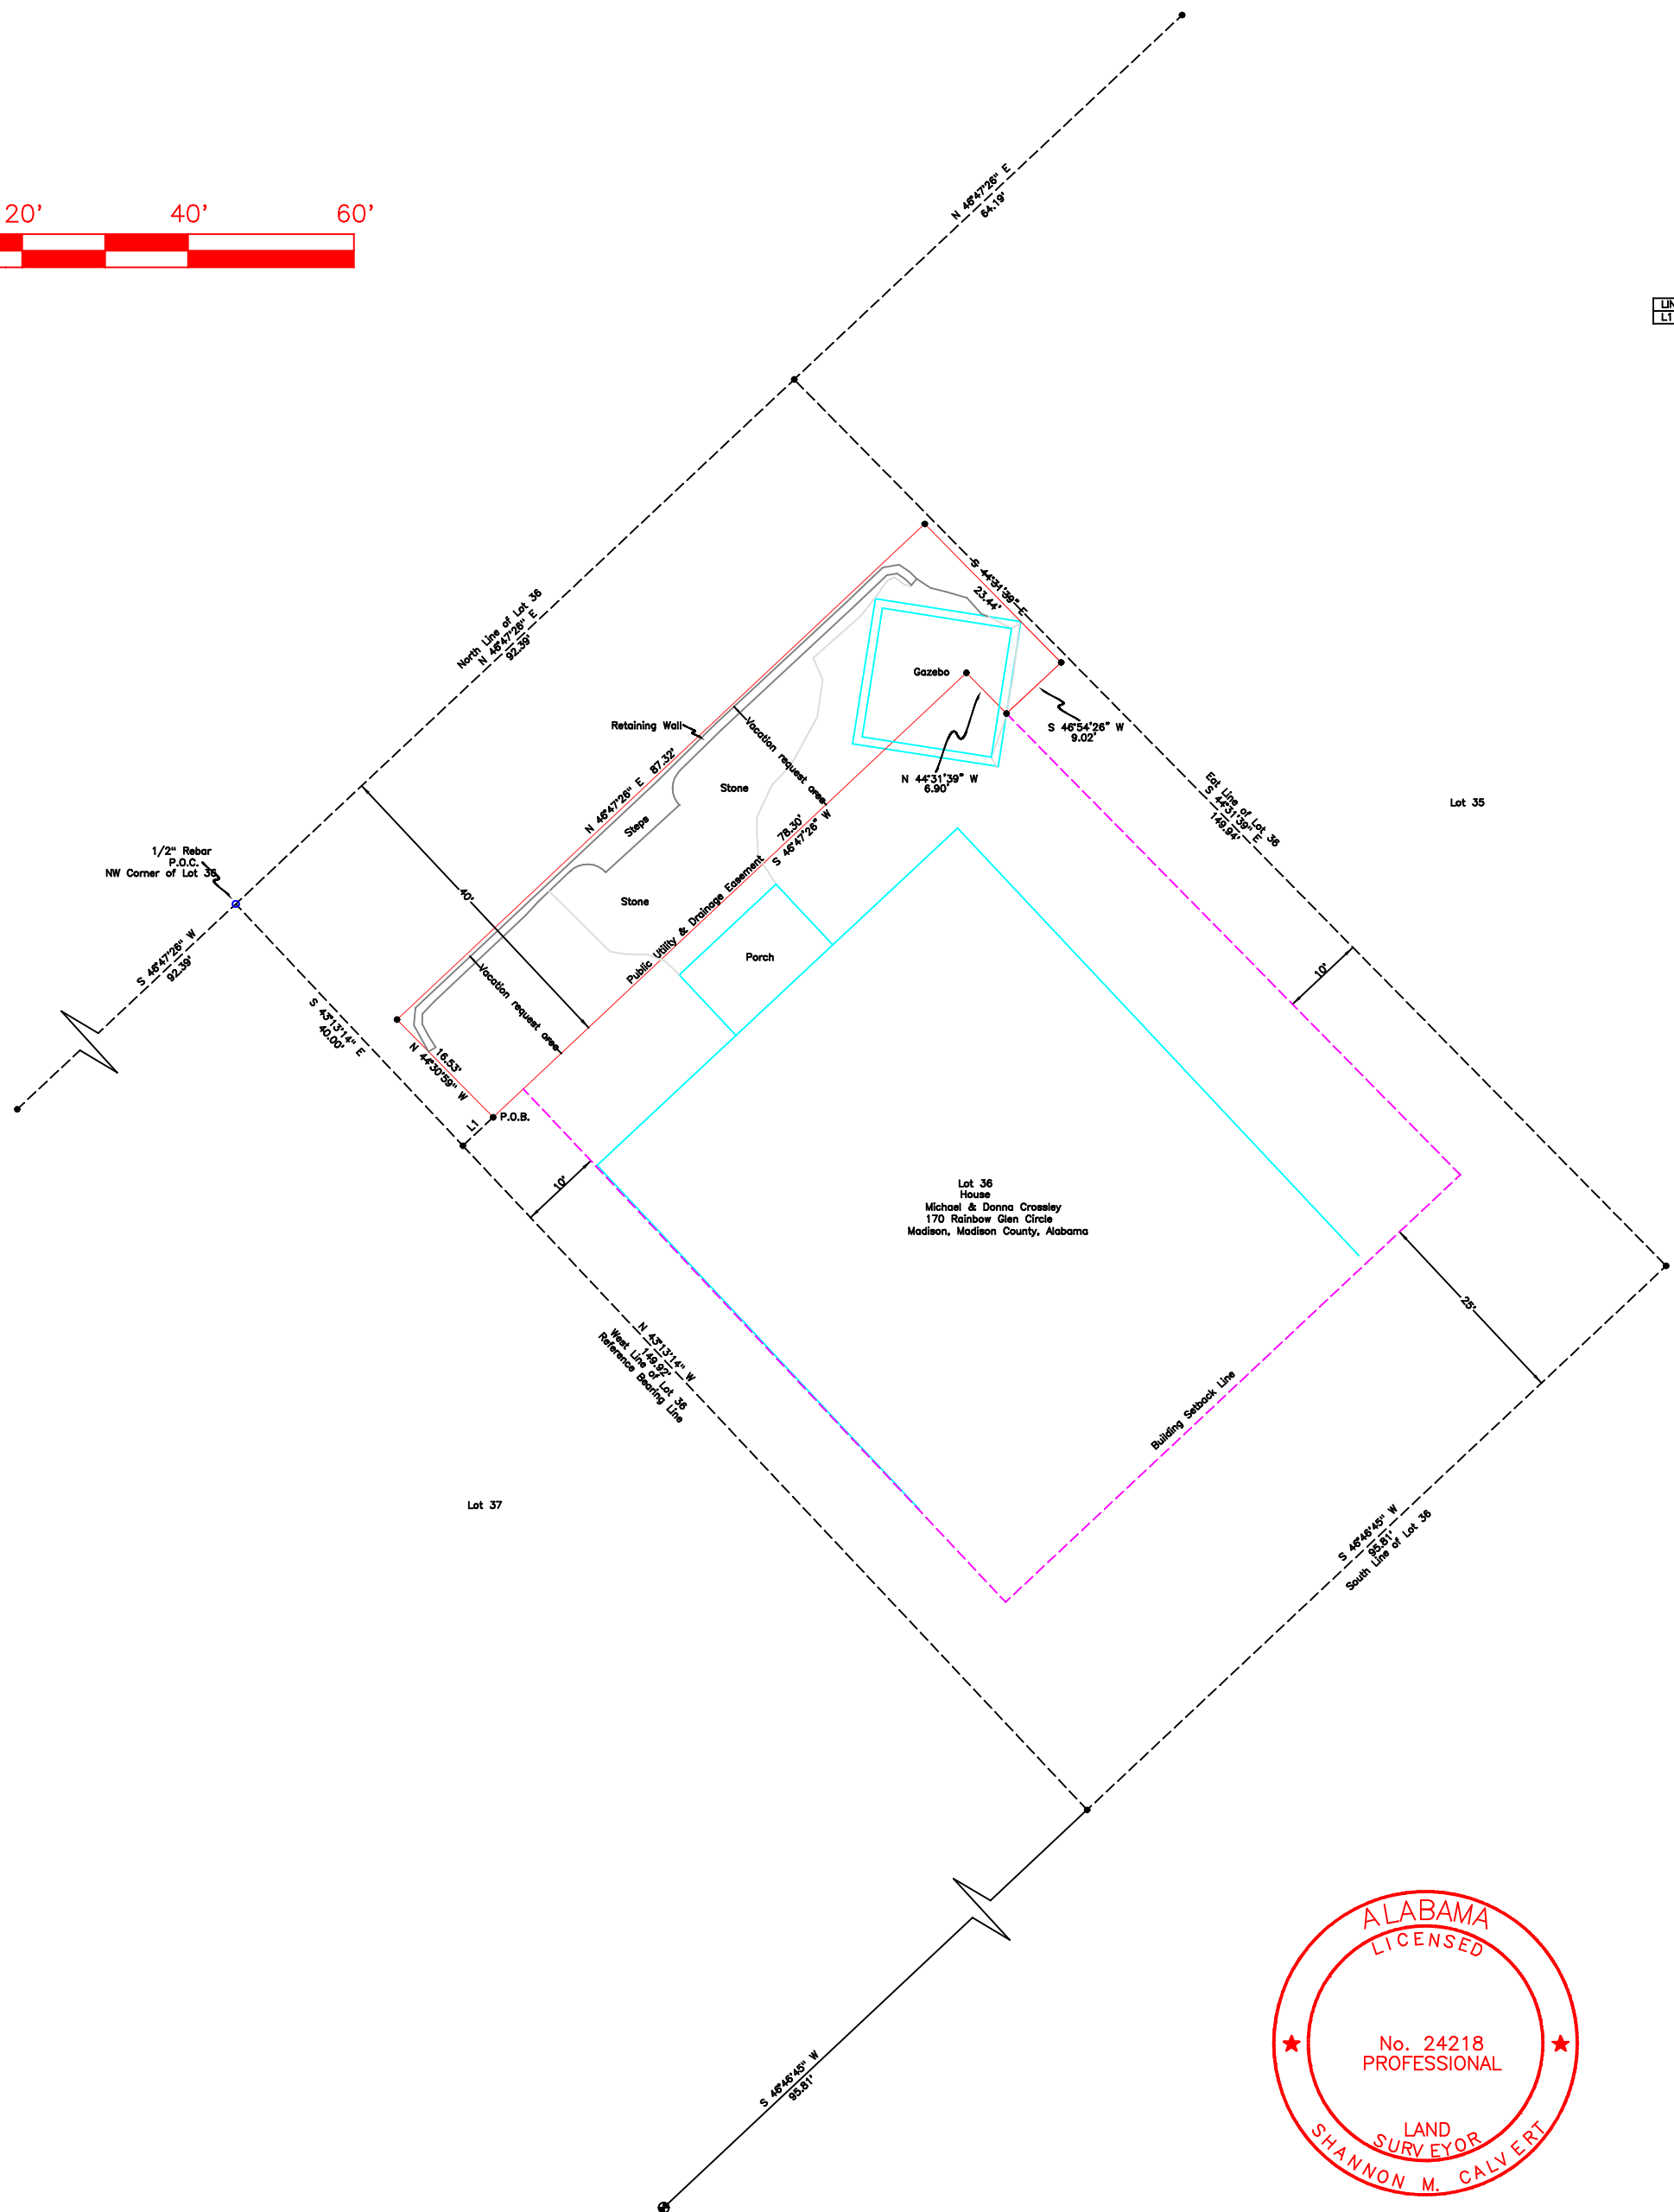 N 46°47'26" E
64.19'
20'
40'
60'
LIN
L1
North Line of Lot 36
N 46°47'26" E
92.39'
S 44°31'39" E
23.44'
Gazebo
Retaining Wall
Vacation request area
S 46°54'26" W
9.02'
N 44°31'39" W
6.90'
N 46°47'26" E 87.32'
Stone
Steps
Eat Line of Lot 36
S 44°31'39" E
149.94'
Lot 35
78.30'
S 46°47'26" W
1/2" Rebar
P.O.C.
NW Corner of Lot 36
40'
Stone
Public Utility & Drainage Easement
Porch
S 46°47'26" W
92.39'
10'
S 43°13'14" E
40.00'
Vacation request area
16.53'
N 44°30'59" W
P.O.B.
L1
10'
Lot 36
House
Michael & Donna Crossley
170 Rainbow Glen Circle
Madison, Madison County, Alabama
25'
N 43°13'14" W
149.92'
West Line of Lot 36
Reference Bearing Line
Building Setback Line
Lot 37
S 46°46'45" W
95.81'
South Line of Lot 36
S 46°46'45" W
95.81'
ALABAMA
LICENSED
No. 24218
PROFESSIONAL
LAND
SURVEYOR
SHANNON M. CALVERT